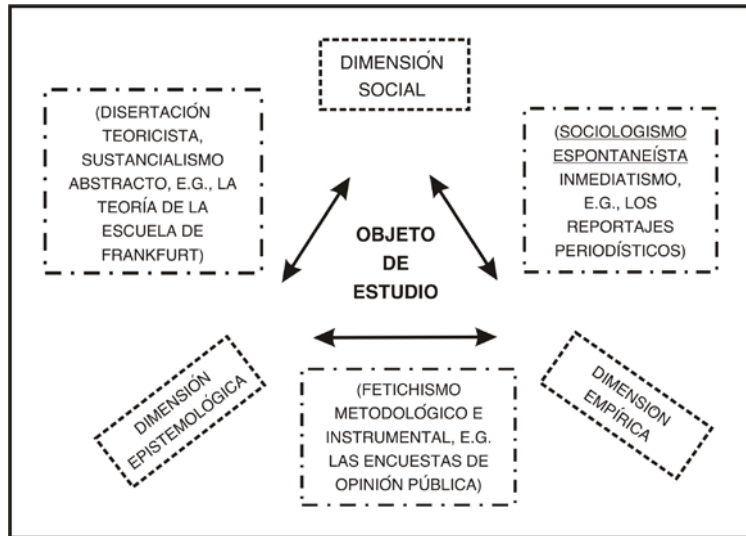 DIMENSIÓN
SOCIAL
(DISERTACIÓN
TEORICISTA,
SUSTANCIALISMO
ABSTRACTO, E.G., LA
TEORÍA DE LA
ESCUELA DE
FRANKFURT)
(SOCIOLOGISMO
ESPONTANEÍSTA
INMEDIATISMO,
E.G., LOS
REPORTAJES
PERIODÍSTICOS)
OBJETO
DE
ESTUDIO
DIMENSIÓN
EPISTEMOLÓGICA
(FETICHISMO
METODOLÓGICO E
INSTRUMENTAL, E.G.
LAS ENCUESTAS DE
OPINIÓN PÚBLICA)
DIMENSION
EMPÍRICA